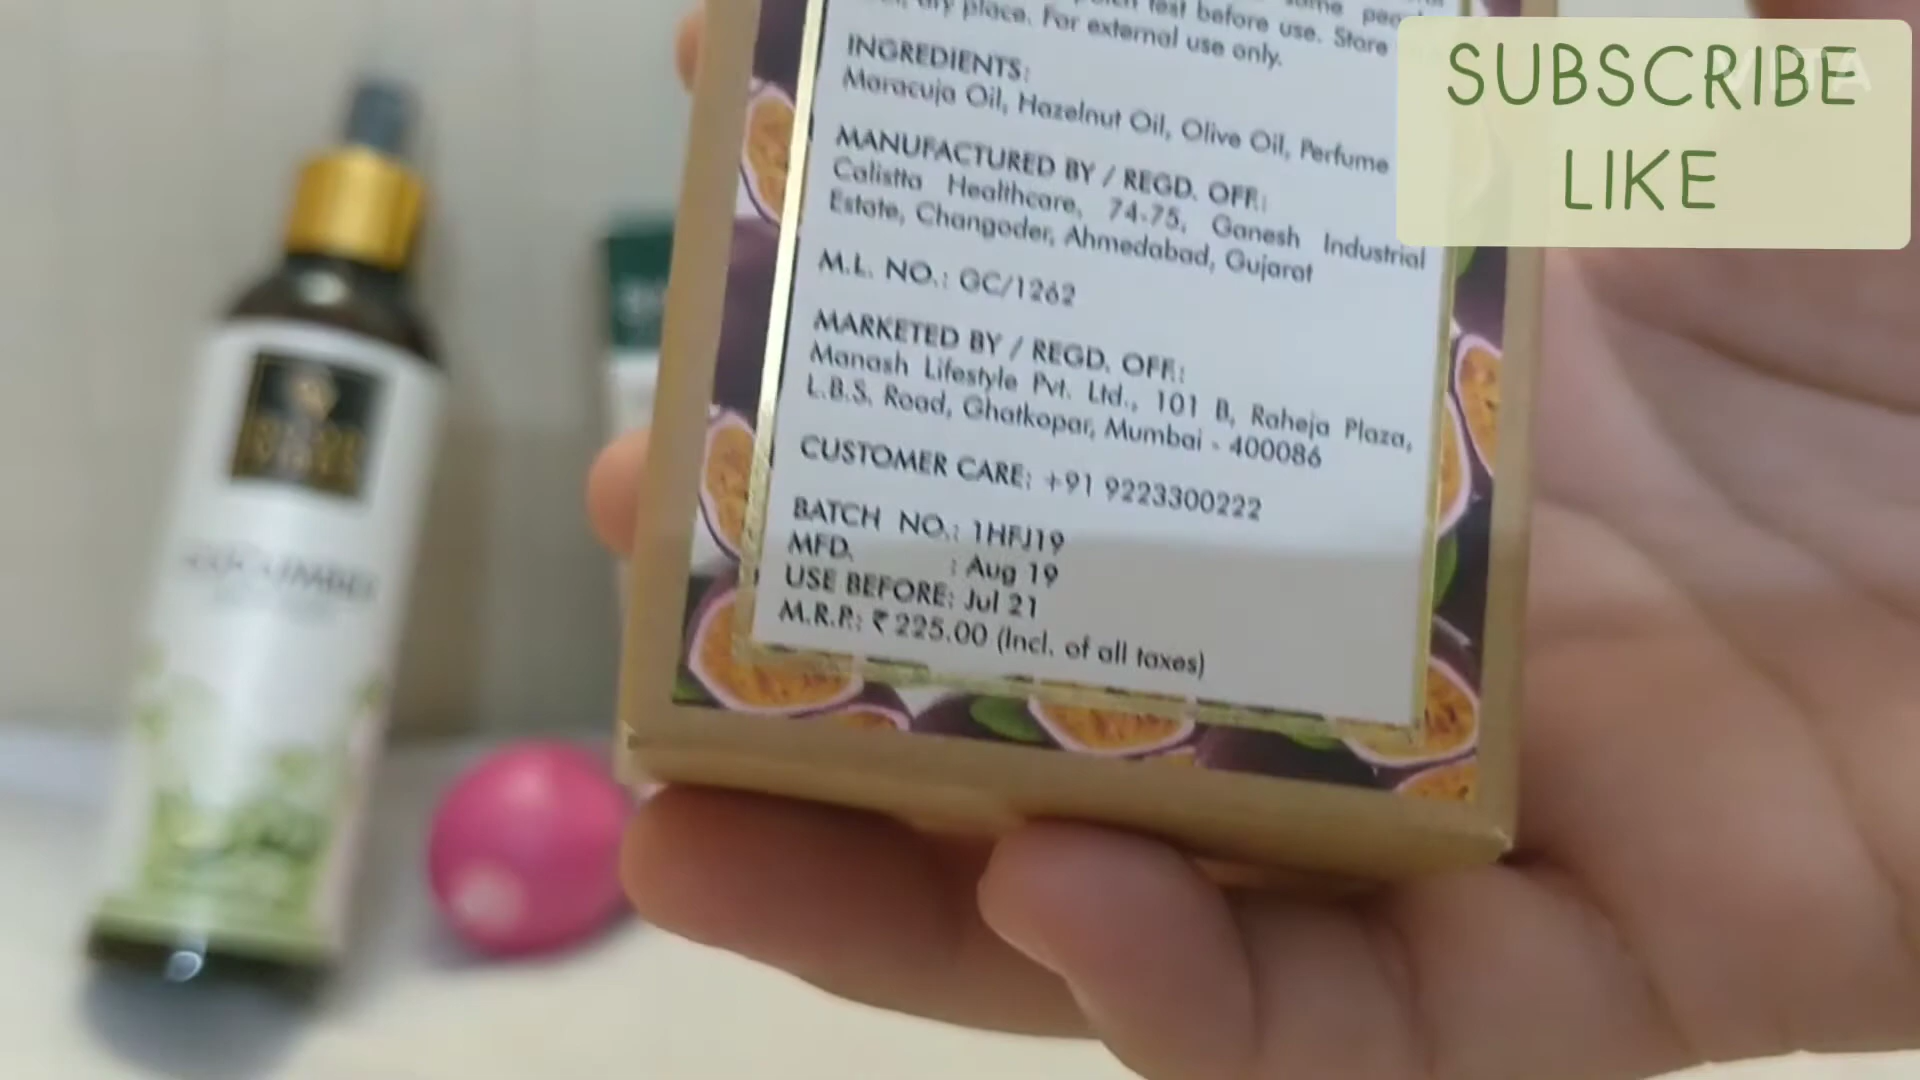 test before use. Store
dry place. For external use only.
INGREDIENTS:
Maracuja Oil, Hazelnut Oil, Olive Oil, Perfume
MANUFACTURED BY / REGD. OFF.:
Calistta Healthcare, 74-75, Ganesh Industrial
Estate, Changoder, Ahmedabad, Gujarat
M.L. NO.: GC/1262
MARKETED BY / REGD. OFF.:
Manash Lifestyle Pvt. Ltd., 101 B, Raheja Plaza,
L.B.S. Road, Ghatkopar, Mumbai - 400086
CUSTOMER CARE: +91 9223300222
BATCH NO.: 1HFJ19
MFD. : Aug 19
USE BEFORE: Jul 21
M.R.P.: ₹ 225.00 (Incl. of all taxes)
SUBSCRIBE
LIKE